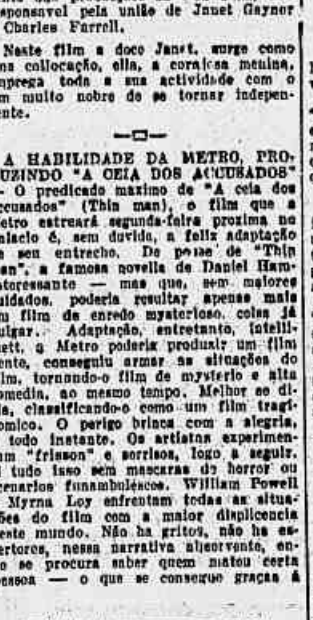 esponsavel pela união de Janet Gaynor
Charles Farrell.
Neste film a doce Janet, surge como
ma collocação, ella, a corajosa menina,
mprega toda a sua actividade com o
m muito nobre de se tornar indepen-
ente.
A HABILIDADE DA METRO, PRO-
UZINDO "A CEIA DOS ACCUSADOS"
- O predicado maximo de "A ceia dos
ccusados" (Thin man), o film que a
etro estreará segunda-feira proxima no
alacio é, sem duvida, a feliz adaptação
e seu entrecho. De posse de "Thin
an", a famosa novella de Daniel Ham-
nteressante — mas que, sem maiores
uidados, poderia resultar apenas mais
m film de enredo mysterioso, coisa já
ulgar. Adaptação, entretanto, intelli-
ett, a Metro poderia produzir um film
ente, conseguiu armar as situações do
ilm, tornando-o film de mysterio e alta
omedia, ao mesmo tempo. Melhor se di-
ia, classificando-o como um film tragi-
omico. O perigo brinca com a alegria,
todo instante. Os artistas experimen-
am "frisson" e sorrisos, logo a seguir.
tudo isso sem mascaras de horror ou
cenarios funambulescos. William Powell
Myrna Loy enfrentam todas as situa-
ões do film com a maior displicencia
este mundo. Não ha gritos, não ha es-
ertores, nessa narrativa absorvente, en-
o se procura saber quem matou certa
essoa — o que se consegue graças á